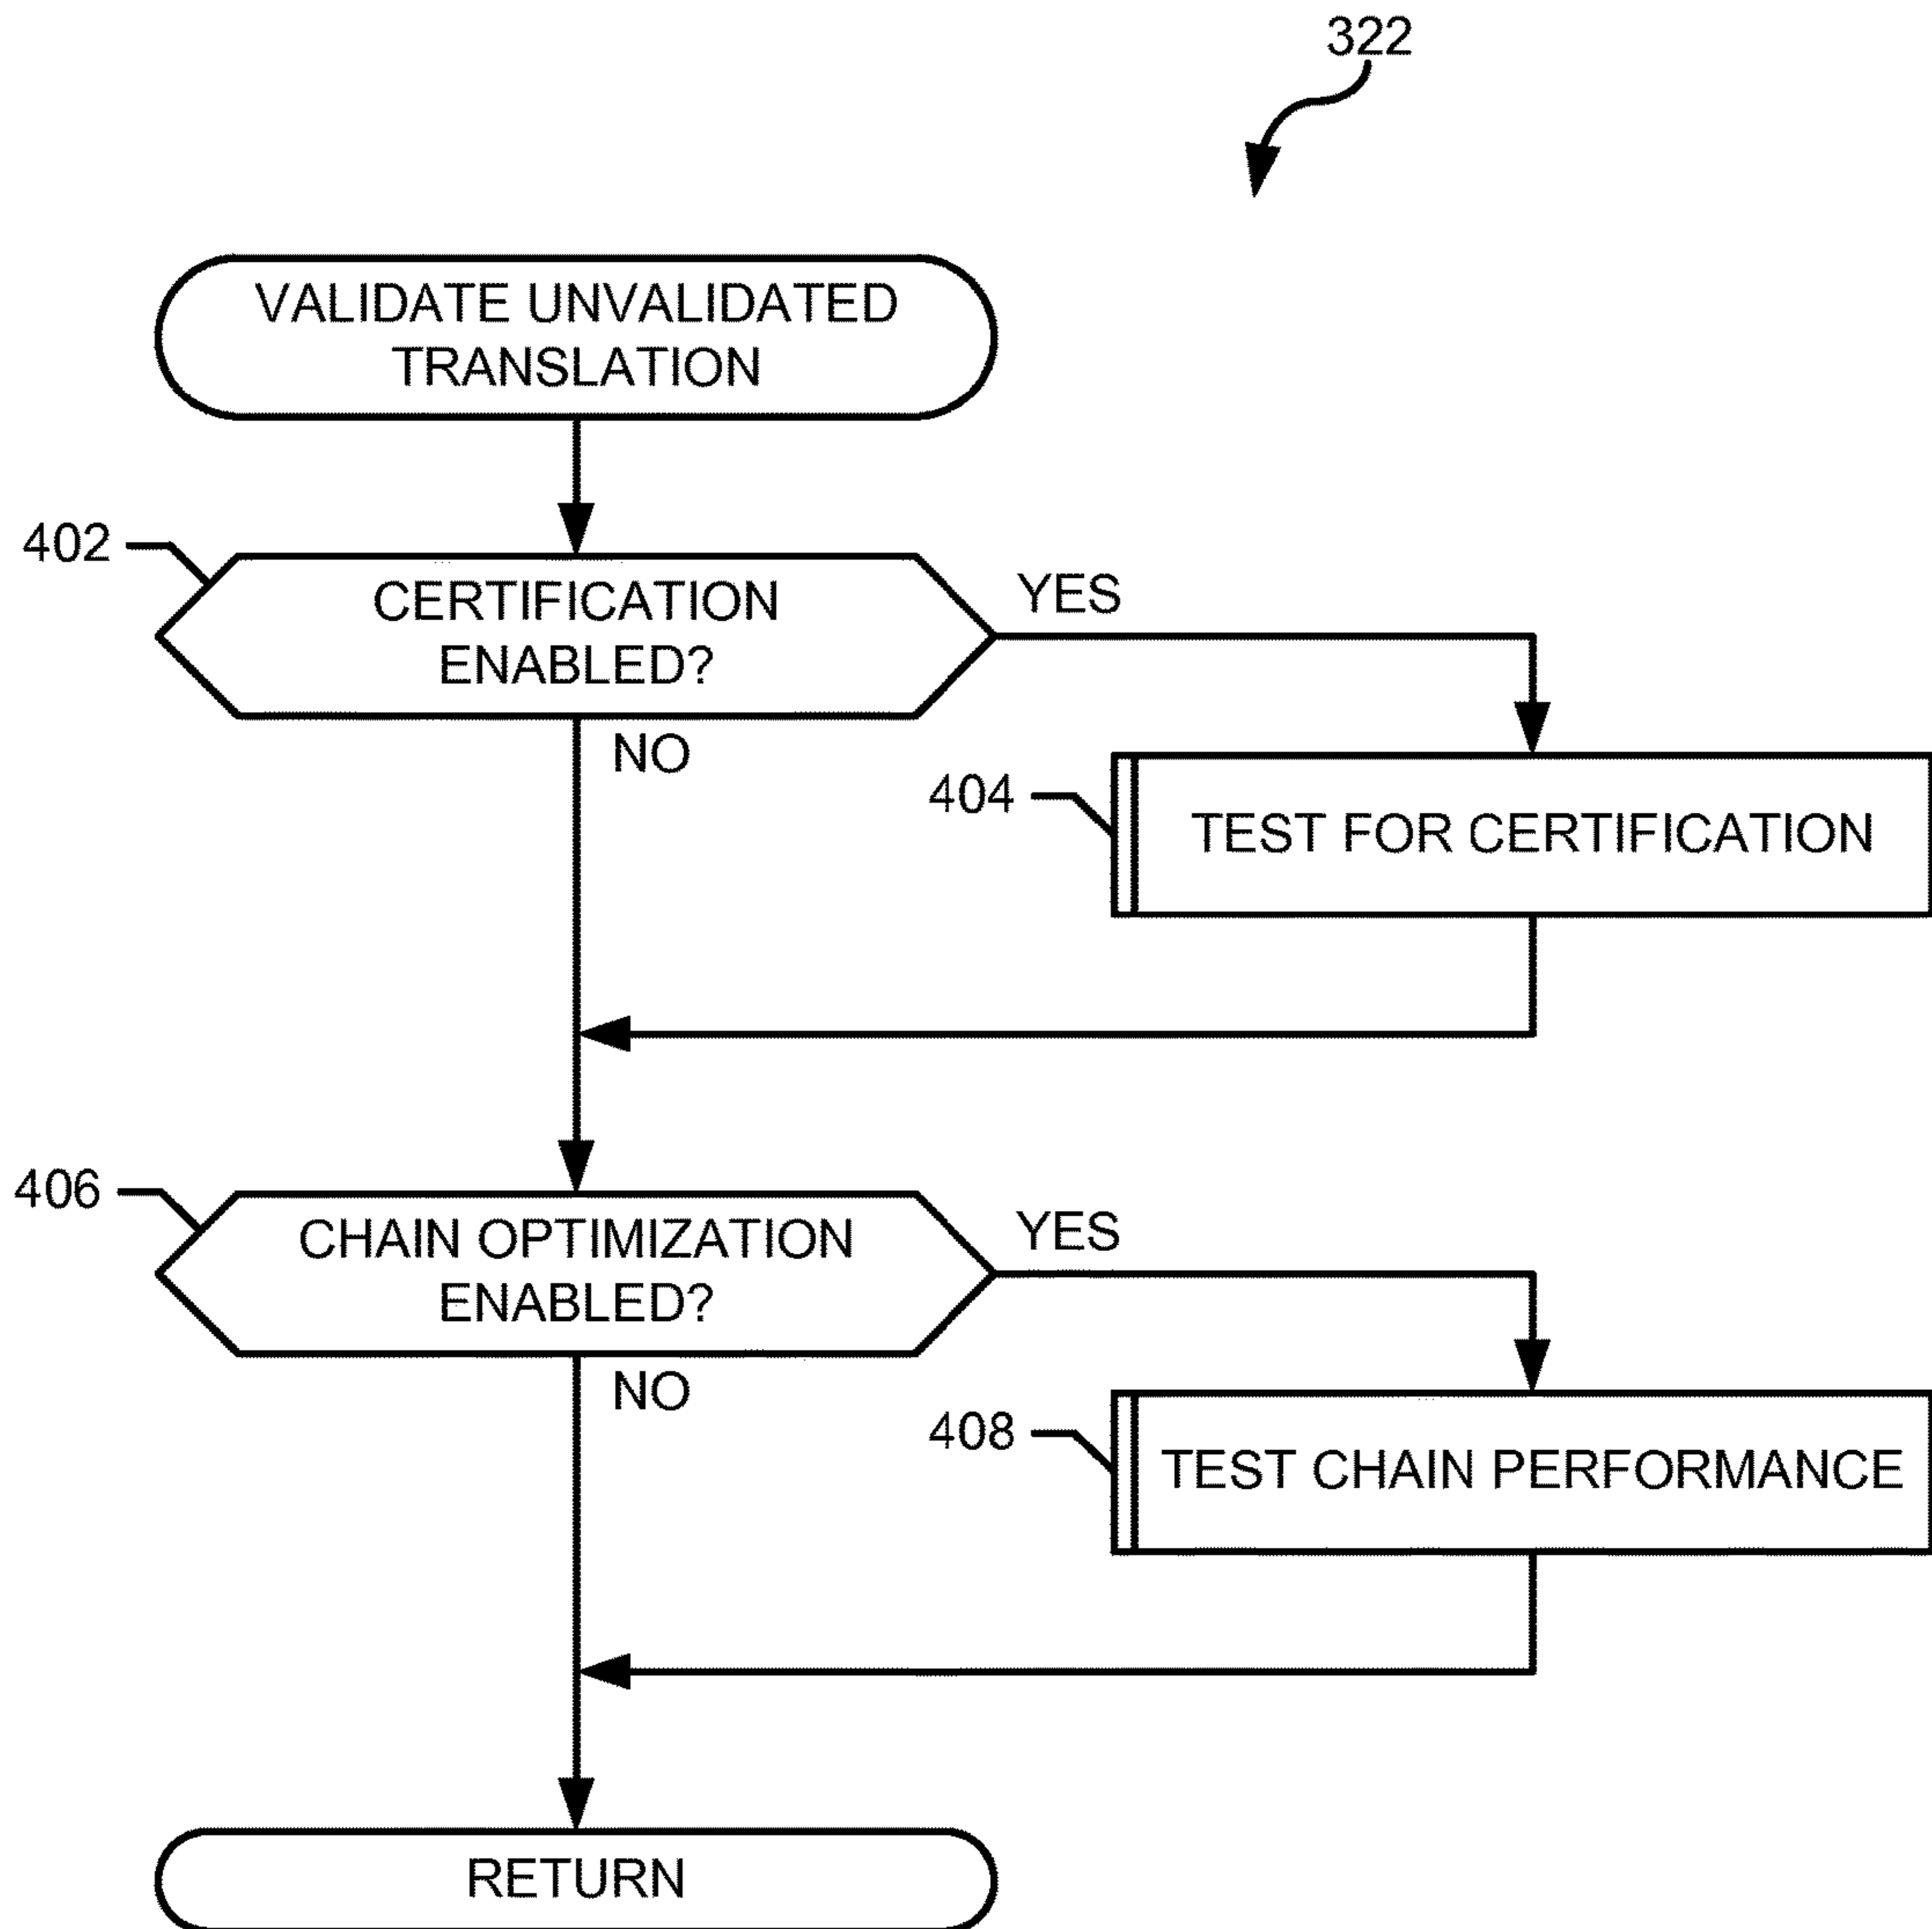 322
VALIDATE UNVALIDATED
TRANSLATION
402
CERTIFICATION
ENABLED?
YES
NO
404
TEST FOR CERTIFICATION
406
CHAIN OPTIMIZATION
ENABLED?
YES
NO
408
TEST CHAIN PERFORMANCE
RETURN